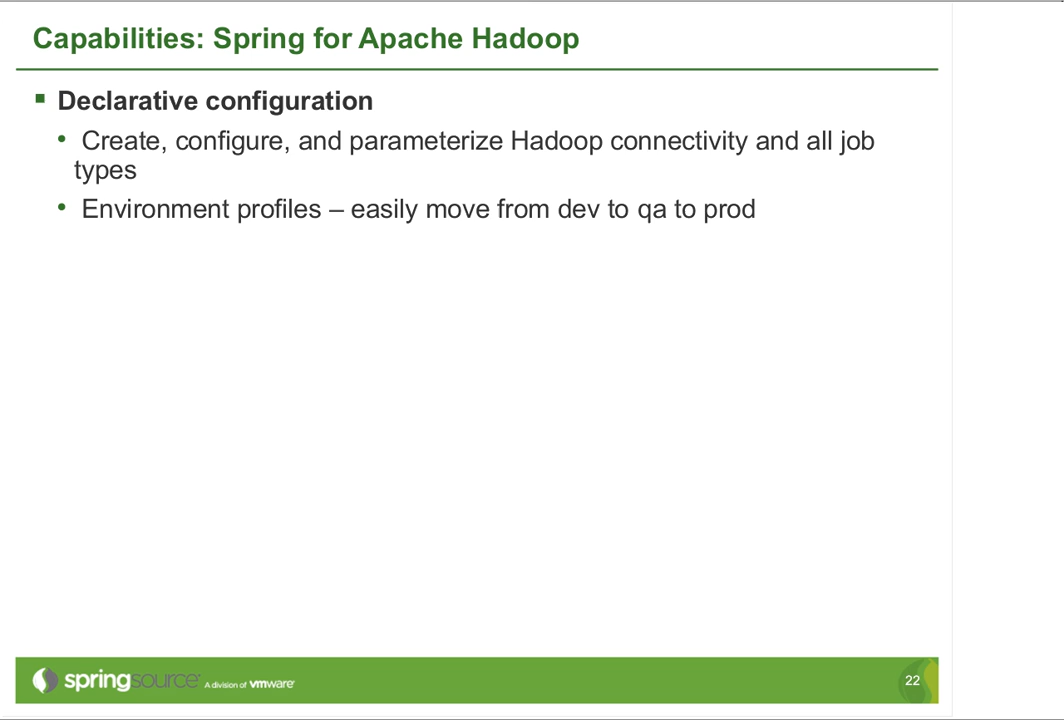 Capabilities: Spring for Apache Hadoop
Declarative configuration
Create, configure, and parameterize Hadoop connectivity and all job
types
Environment profiles – easily move from dev to qa to prod
springsource A division of vmware
22